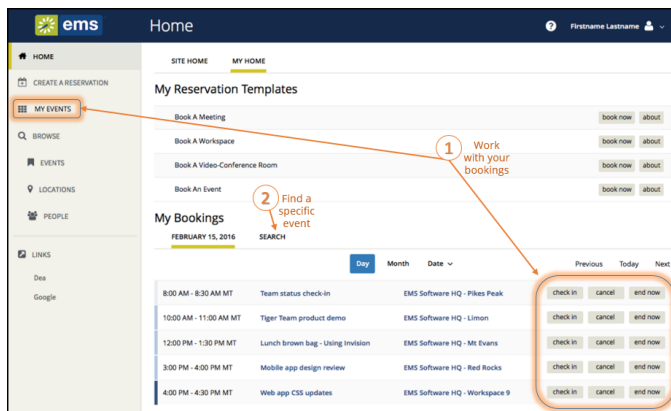 ems
Home
Firstname Lastname
HOME
CREATE A RESERVATION
MY EVENTS
BROWSE
EVENTS
LOCATIONS
PEOPLE
LINKS
Dea
Google
SITE HOME MY HOME
My Reservation Templates
Book A Meeting book now about
Book A Workspace book now about
Book A Video-Conference Room book now about
Book An Event book now about
1 Work
with your
bookings
2 Find a
specific
event
My Bookings
FEBRUARY 15, 2016 SEARCH
Day Month Date Previous Today Next
8:00 AM - 8:30 AM MT Team status check-in EMS Software HQ - Pikes Peak check in cancel end now
10:00 AM - 11:00 AM MT Tiger Team product demo EMS Software HQ - Limon check in cancel end now
12:00 PM - 1:30 PM MT Lunch brown bag - Using Invision EMS Software HQ - Mt Evans check in cancel end now
3:00 PM - 4:00 PM MT Mobile app design review EMS Software HQ - Red Rocks check in cancel end now
4:00 PM - 4:30 PM MT Web app CSS updates EMS Software HQ - Workspace 9 check in cancel end now